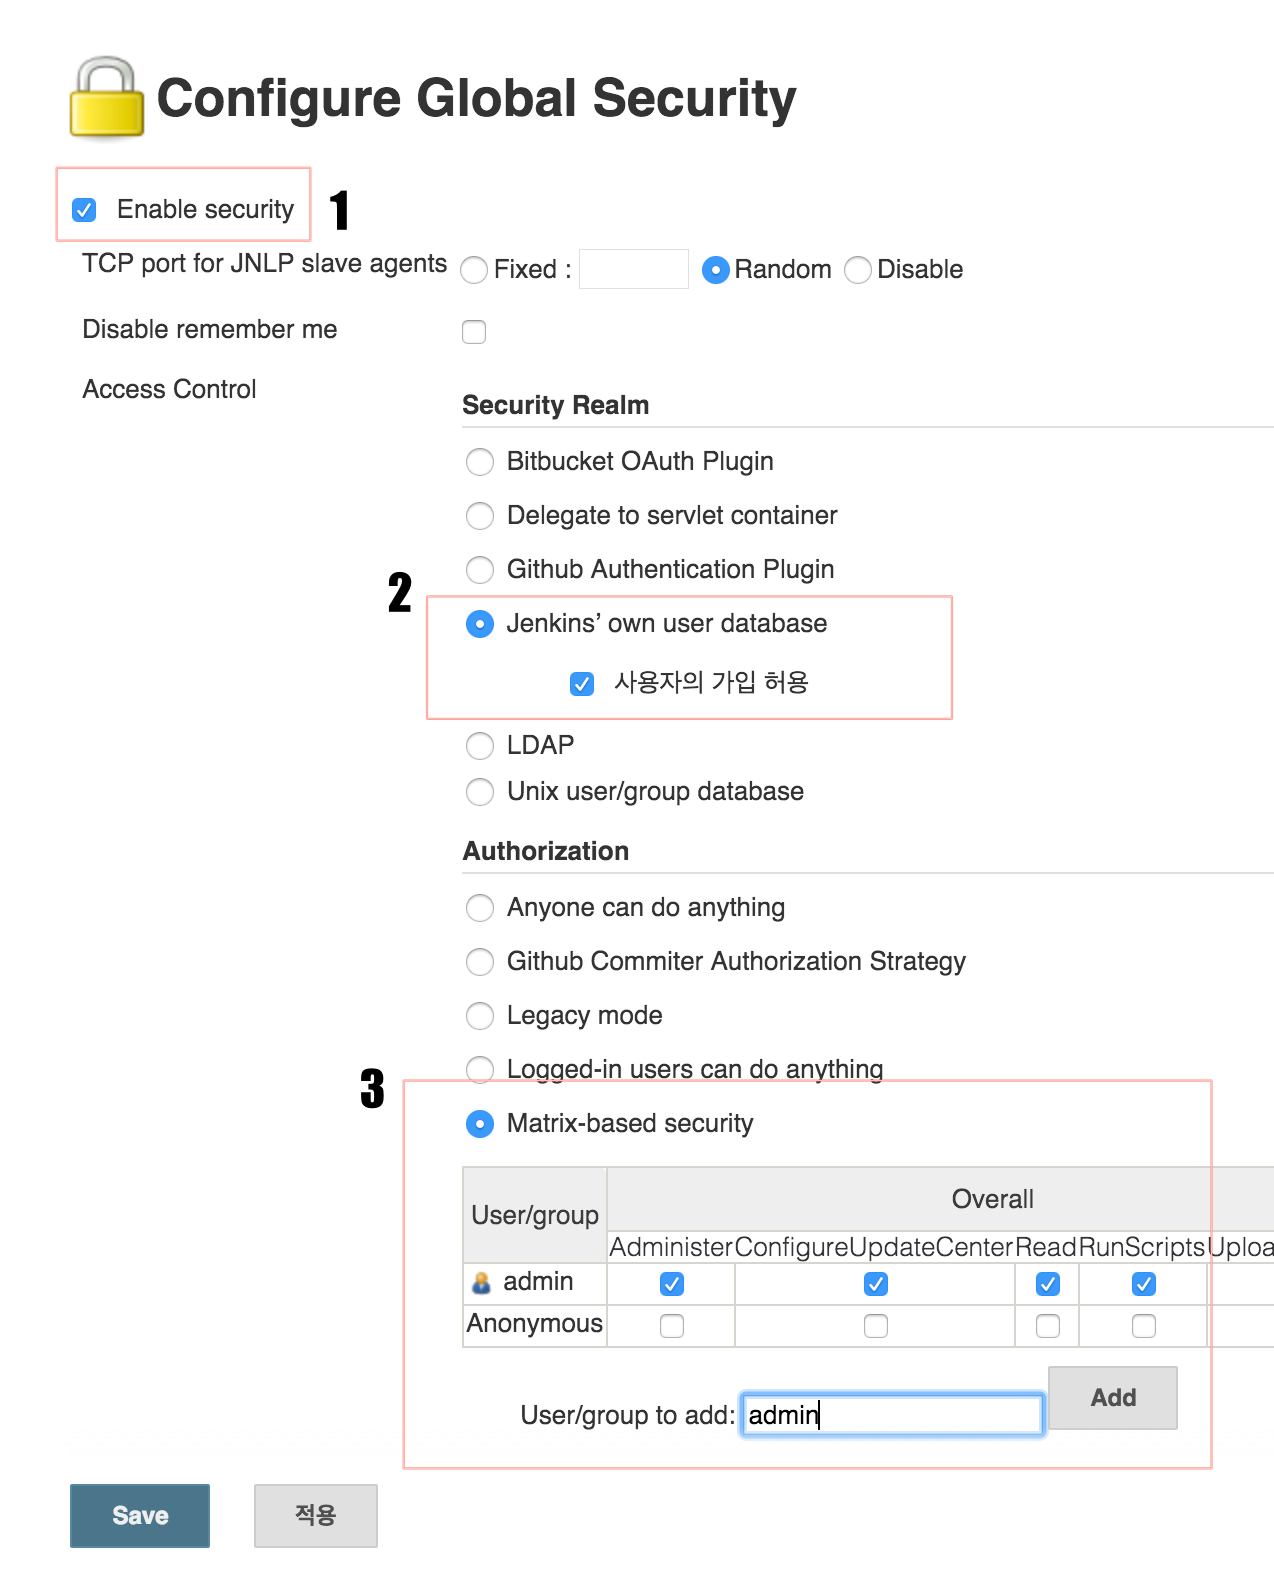 Configure Global Security
Enable security 1
TCP port for JNLP slave agents Fixed : Random Disable
Disable remember me
Access Control
Security Realm
Bitbucket OAuth Plugin
Delegate to servlet container
Github Authentication Plugin
2
Jenkins’ own user database
사용자의 가입 허용
LDAP
Unix user/group database
Authorization
Anyone can do anything
Github Commiter Authorization Strategy
Legacy mode
Logged-in users can do anything
3
Matrix-based security
User/group Overall
Administer ConfigureUpdateCenter Read RunScripts Uploa
admin
Anonymous
User/group to add: admin Add
Save 적용